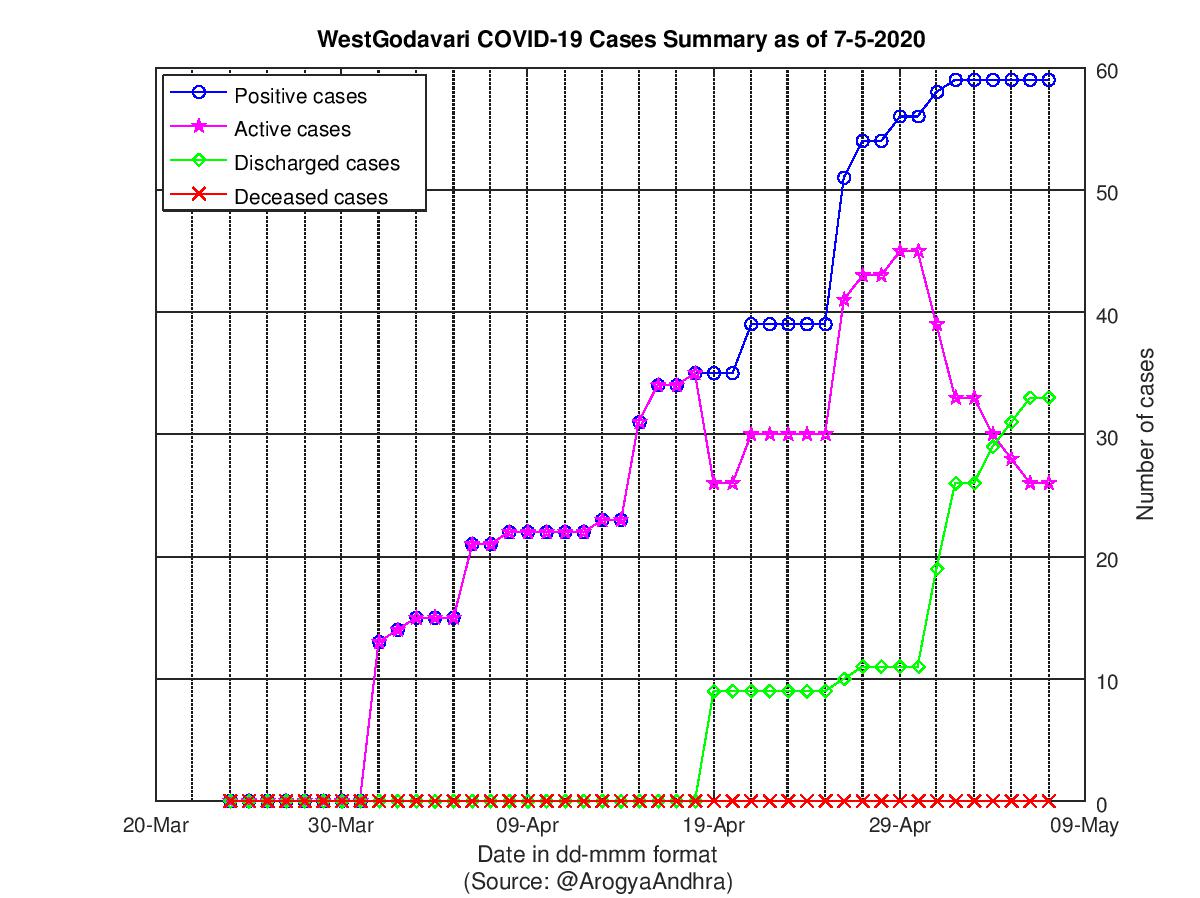 WestGodavari COVID-19 Cases Summary as of 7-5-2020
Positive cases
Active cases
Discharged cases
Deceased cases
60
50
40
30
20
10
0
Number of cases
20-Mar
30-Mar
09-Apr
19-Apr
29-Apr
09-May
Date in dd-mmm format
(Source: @ArogyaAndhra)